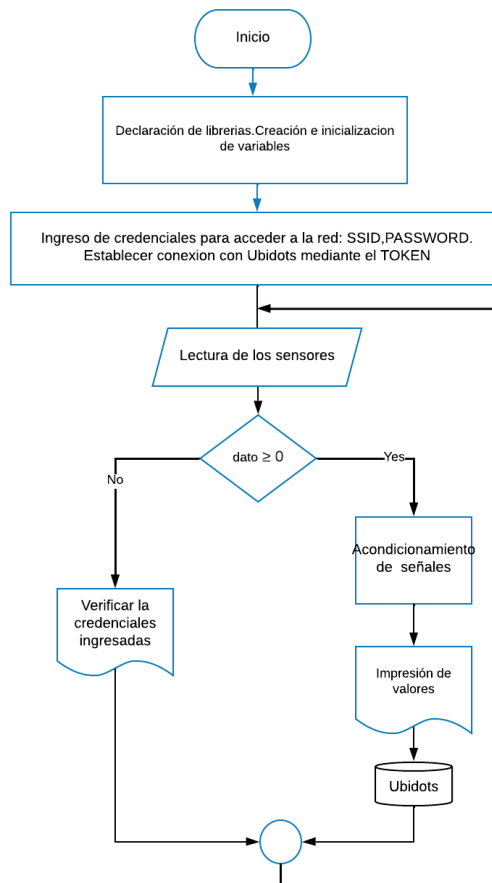 Inicio
Declaración de librerias.Creación e inicializacion
de variables
Ingreso de credenciales para acceder a la red: SSID,PASSWORD.
Establecer conexion con Ubidots mediante el TOKEN
Lectura de los sensores
dato ≥ 0
No
Yes
Acondicionamiento
de señales
Verificar la
credenciales
ingresadas
Impresión de
valores
Ubidots